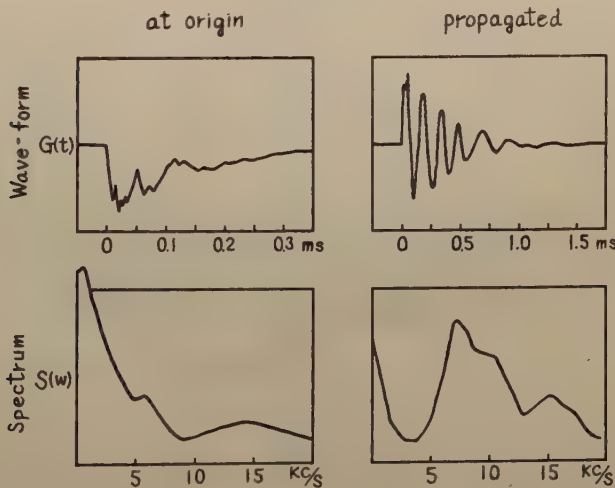 at origin propagated
Wave-form
G(t)
0 0.1 0.2 0.3 ms
0 0.5 1.0 1.5 ms
Spectrum
S(w)
5 10 15 KC/S
5 10 15 KC/S